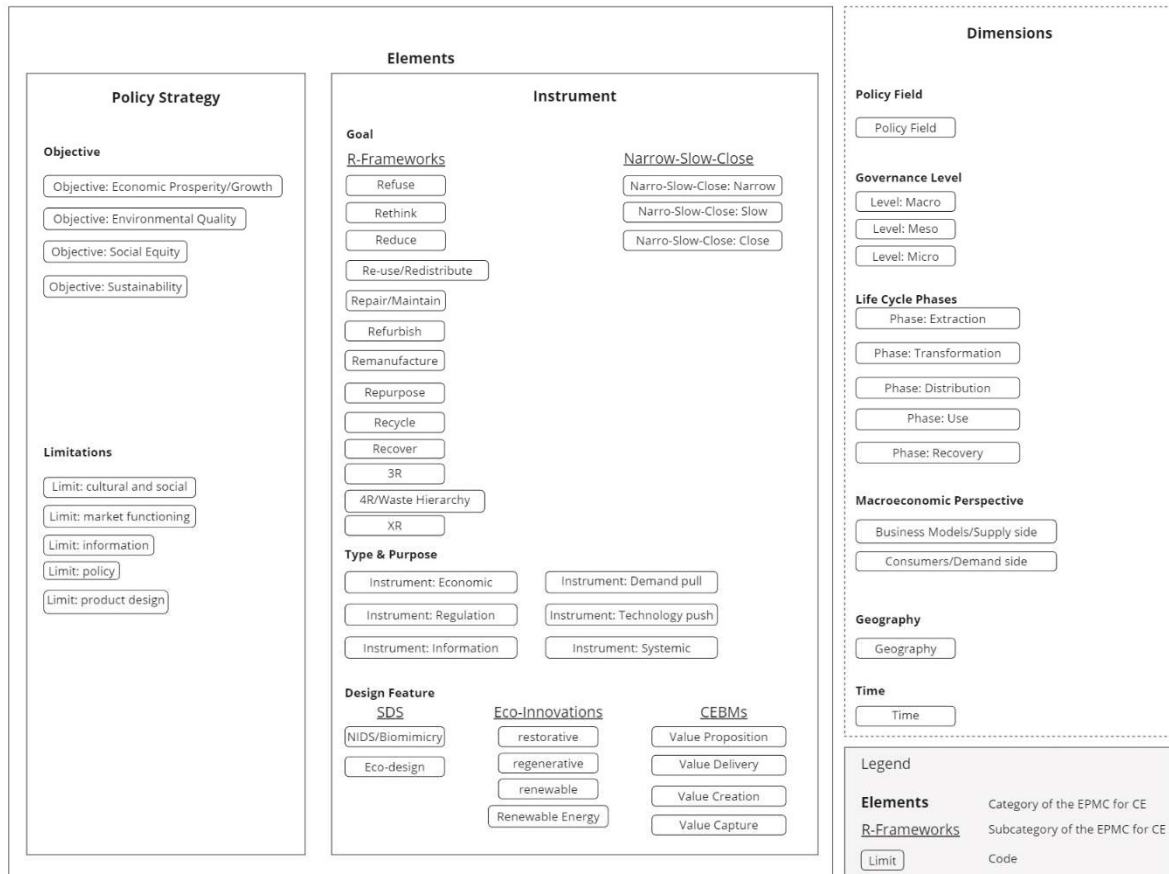 Elements
Policy Strategy
Objective
Objective: Economic Prosperity/Growth
Objective: Environmental Quality
Objective: Social Equity
Objective: Sustainability
Limitations
Limit: cultural and social
Limit: market functioning
Limit: information
Limit: policy
Limit: product design
Instrument
Goal
R-Frameworks
Refuse
Rethink
Reduce
Re-use/Redistribute
Repair/Maintain
Refurbish
Remanufacture
Repurpose
Recycle
Recover
3R
4R/Waste Hierarchy
XR
Narrow-Slow-Close
Narro-Slow-Close: Narrow
Narro-Slow-Close: Slow
Narro-Slow-Close: Close
Type & Purpose
Instrument: Economic
Instrument: Regulation
Instrument: Information
Instrument: Demand pull
Instrument: Technology push
Instrument: Systemic
Design Feature
SDS
NIDS/Biomimicry
Eco-design
Eco-Innovations
restorative
regenerative
renewable
Renewable Energy
CEBMs
Value Proposition
Value Delivery
Value Creation
Value Capture
Dimensions
Policy Field
Policy Field
Governance Level
Level: Macro
Level: Meso
Level: Micro
Life Cycle Phases
Phase: Extraction
Phase: Transformation
Phase: Distribution
Phase: Use
Phase: Recovery
Macroeconomic Perspective
Business Models/Supply side
Consumers/Demand side
Geography
Geography
Time
Time
Legend
Elements Category of the EPMC for CE
R-Frameworks Subcategory of the EPMC for CE
Limit Code